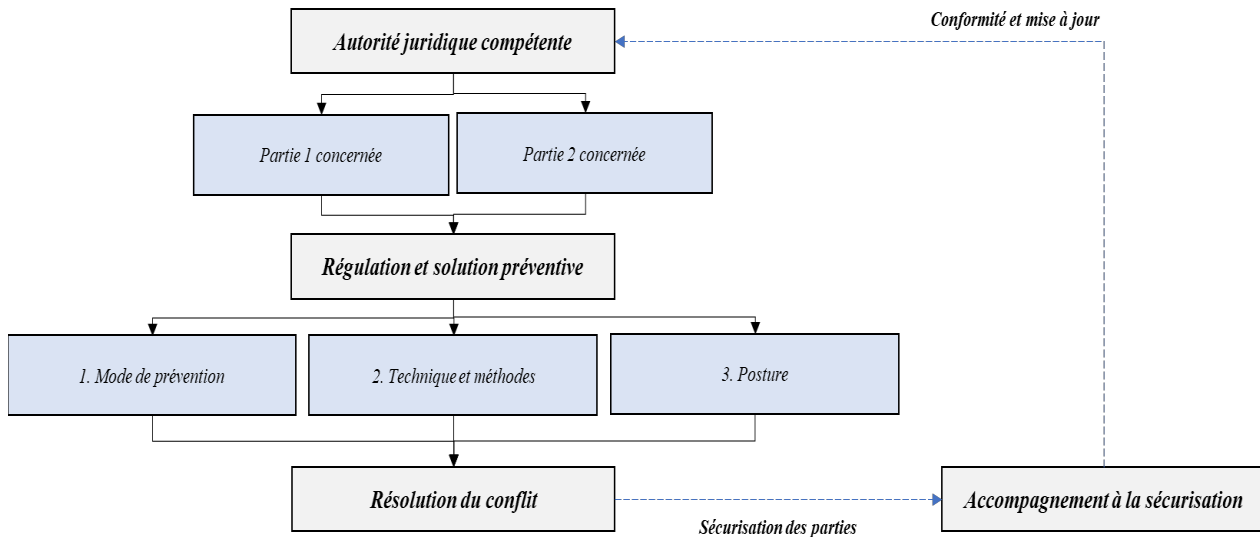 Conformité et mise à jour
Autorité juridique compétente
Partie 1 concernée
Partie 2 concernée
Régulation et solution préventive
1. Mode de prévention
2. Technique et méthodes
3. Posture
Résolution du conflit
Accompagnement à la sécurisation
Sécurisation des parties